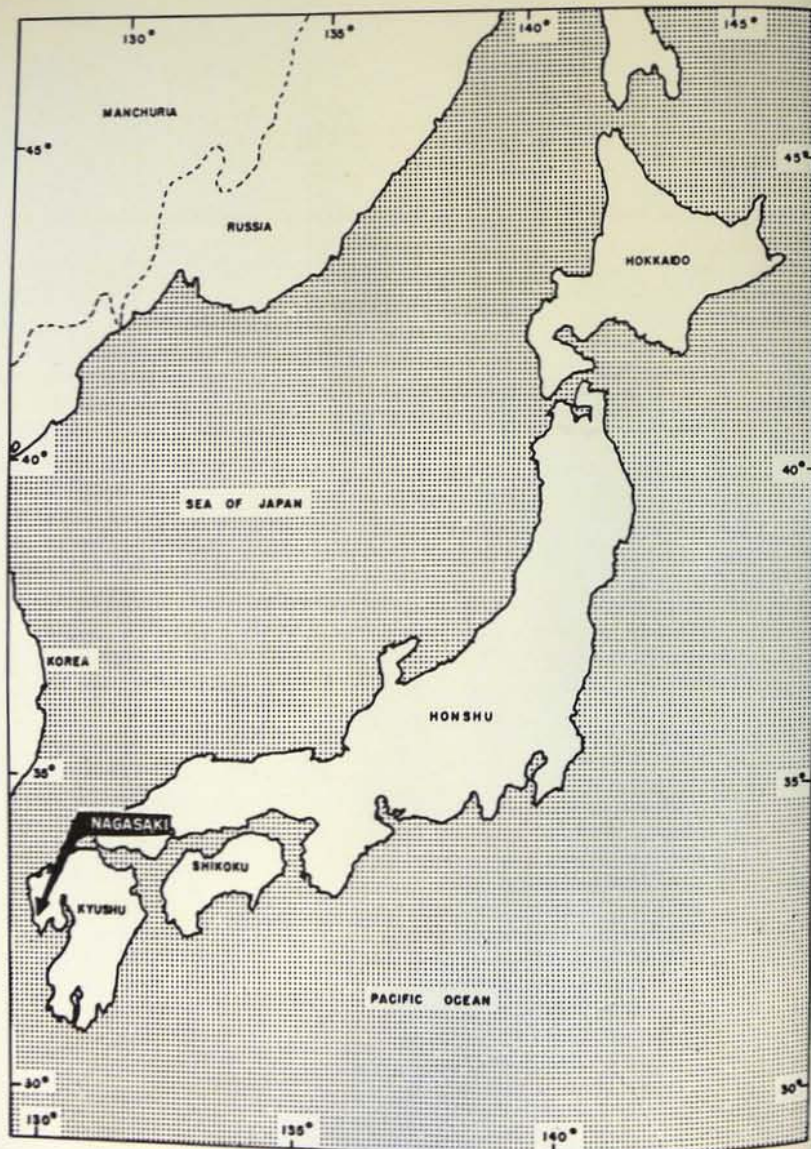 130°
135°
140°
145°
MANCHURIA
45°
45°
RUSSIA
HOKKAIDO
40°
40°
SEA OF JAPAN
KOREA
HONSHU
35°
35°
NAGASAKI
SHIKOKU
KYUSHU
PACIFIC OCEAN
30°
30°
130°
135°
140°